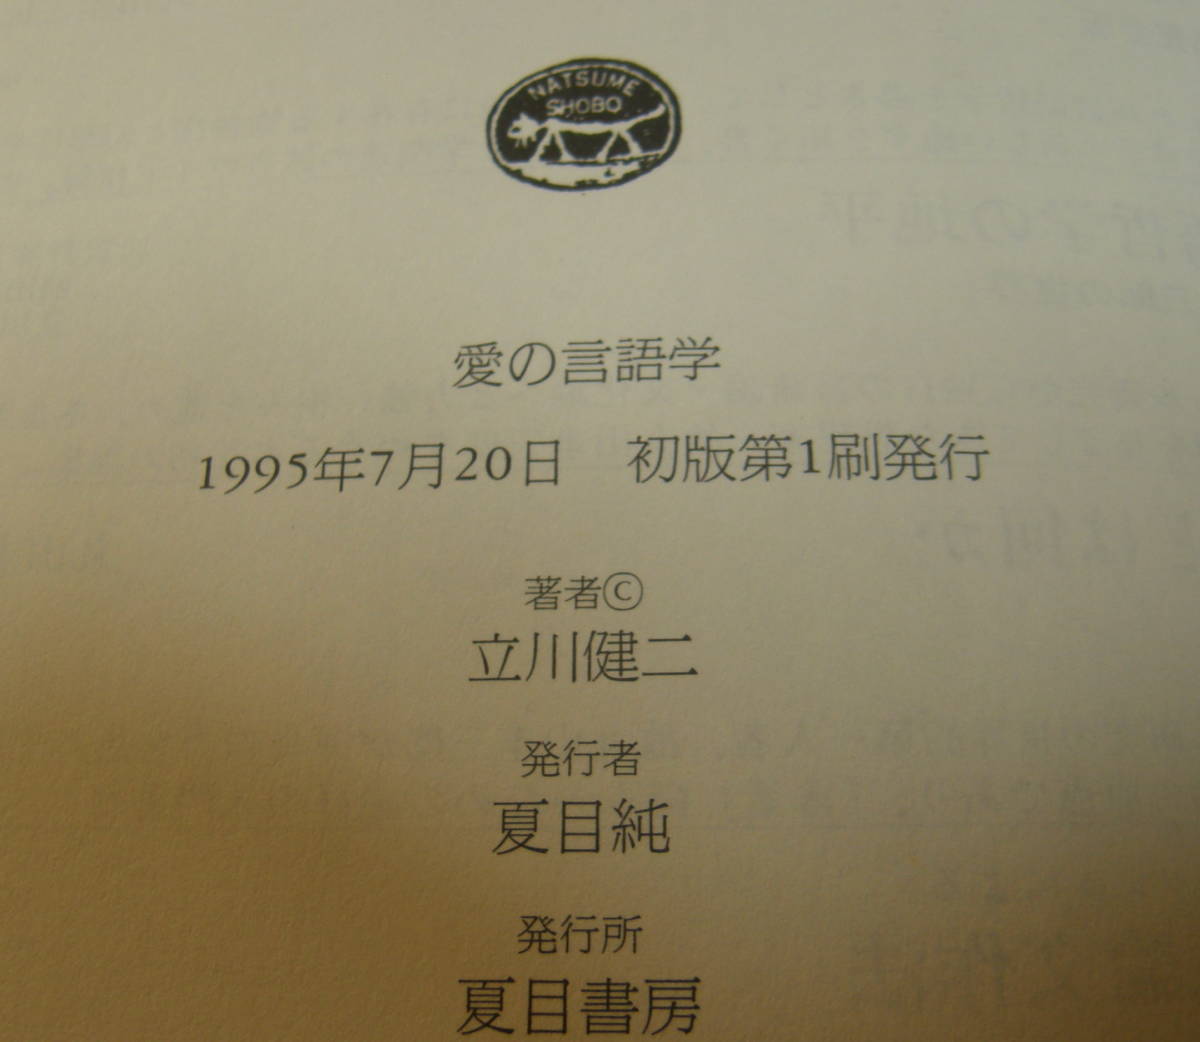 NATSUME
SHOBO
愛の言語学
1995年7月20日　初版第1刷発行
著者©
立川健二
発行者
夏目純
発行所
夏目書房